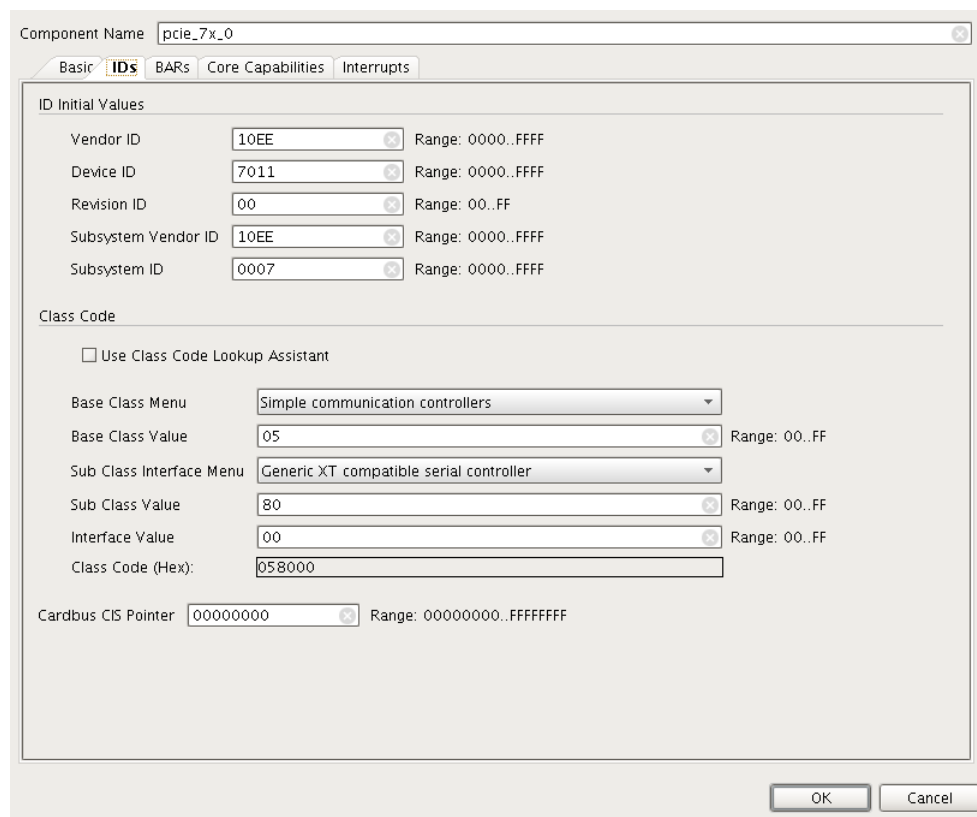 Component Name pcie_7x_0
Basic IDs BARs Core Capabilities Interrupts
ID Initial Values
Vendor ID 10EE Range: 0000..FFFF
Device ID 7011 Range: 0000..FFFF
Revision ID 00 Range: 00..FF
Subsystem Vendor ID 10EE Range: 0000..FFFF
Subsystem ID 0007 Range: 0000..FFFF
Class Code
Use Class Code Lookup Assistant
Base Class Menu Simple communication controllers
Base Class Value 05 Range: 00..FF
Sub Class Interface Menu Generic XT compatible serial controller
Sub Class Value 80 Range: 00..FF
Interface Value 00 Range: 00..FF
Class Code (Hex): 058000
Cardbus CIS Pointer 00000000 Range: 00000000..FFFFFFFF
OK Cancel